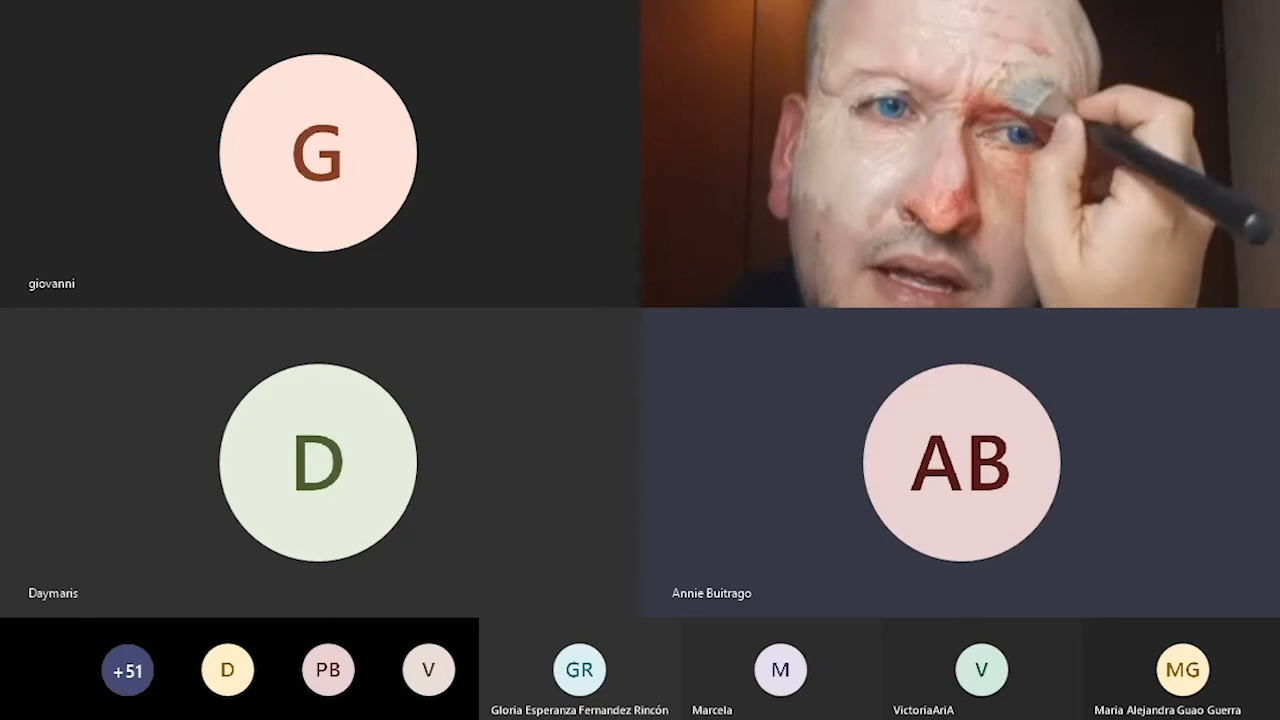 G
giovanni
D
Daymaris
AB
Annie Buitrago
+51
D
PB
V
GR
Gloria Esperanza Fernandez Rincón
M
Marcela
V
VictoriaAriA
MG
Maria Alejandra Guao Guerra